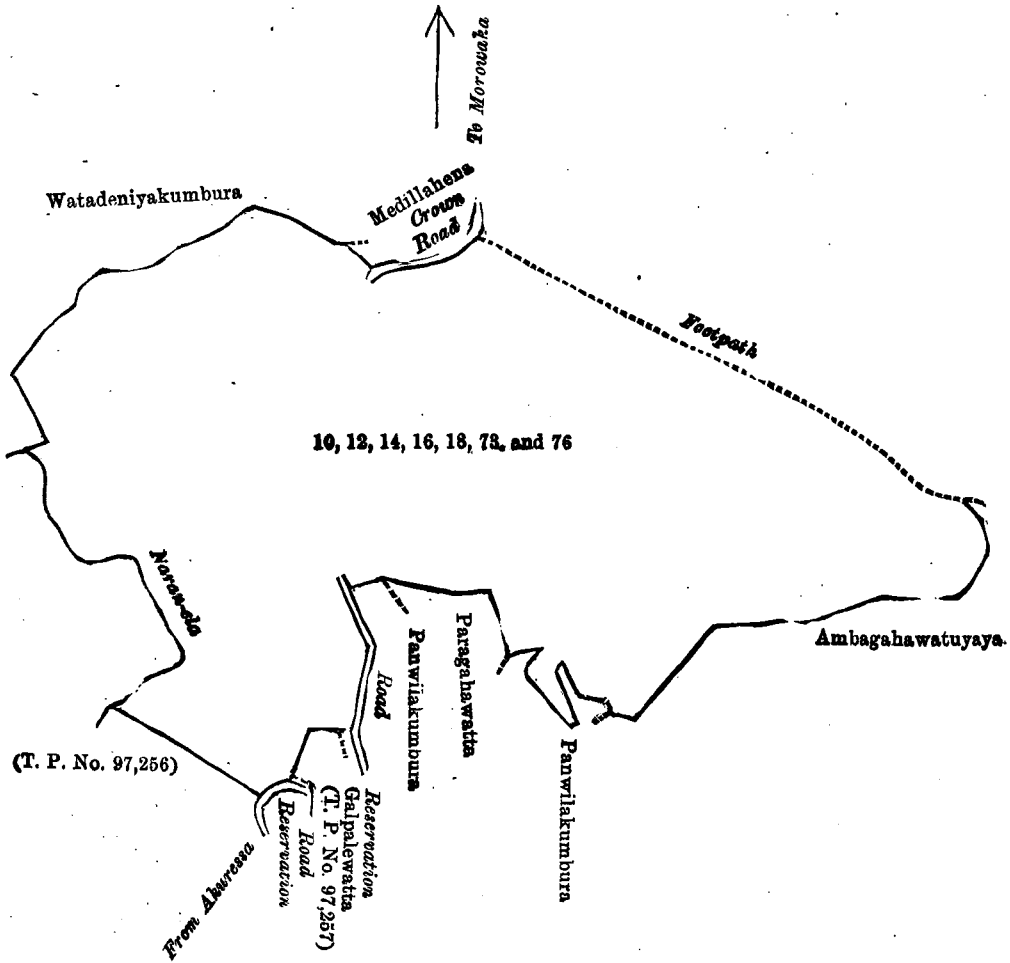 To Morowaka
Watadeniyakumbura
Medillahena
Crown
Road
Footpath
10, 12, 14, 16, 18, 73, and 76
Naran-ela
Ambagahawatuyaya
Paragahawatta
Panwilakumbura
Road
Panwilakumbura
(T. P. No. 97,256)
Reservation
Galpalewatta
(T. P. No. 97,257)
Road
Reservation
From Akuressa